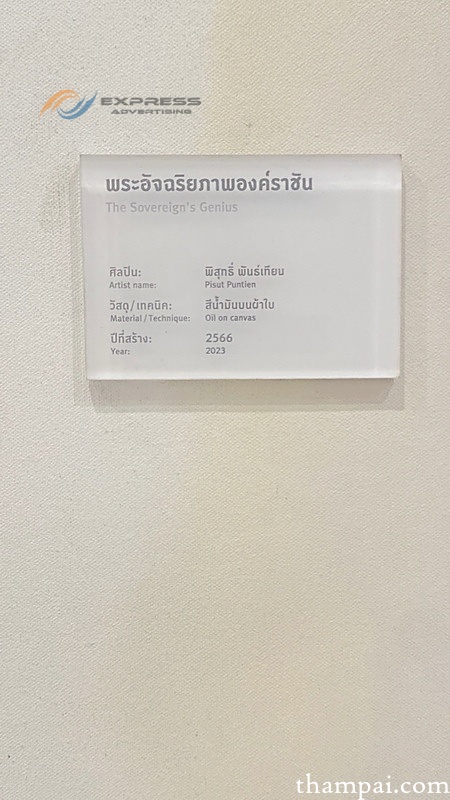 EXPRESS
ADVERTISING
พระอัจฉริยภาพองค์ราชัน
The Sovereign's Genius
ศิลปิน: พิสุทธิ์ พันธ์เทียน
Artist name: Pisut Puntien
วัสดุ/เทคนิค: สีน้ำมันบนผ้าใบ
Material/Technique: Oil on canvas
ปีที่สร้าง: 2566
Year: 2023
thampai.com